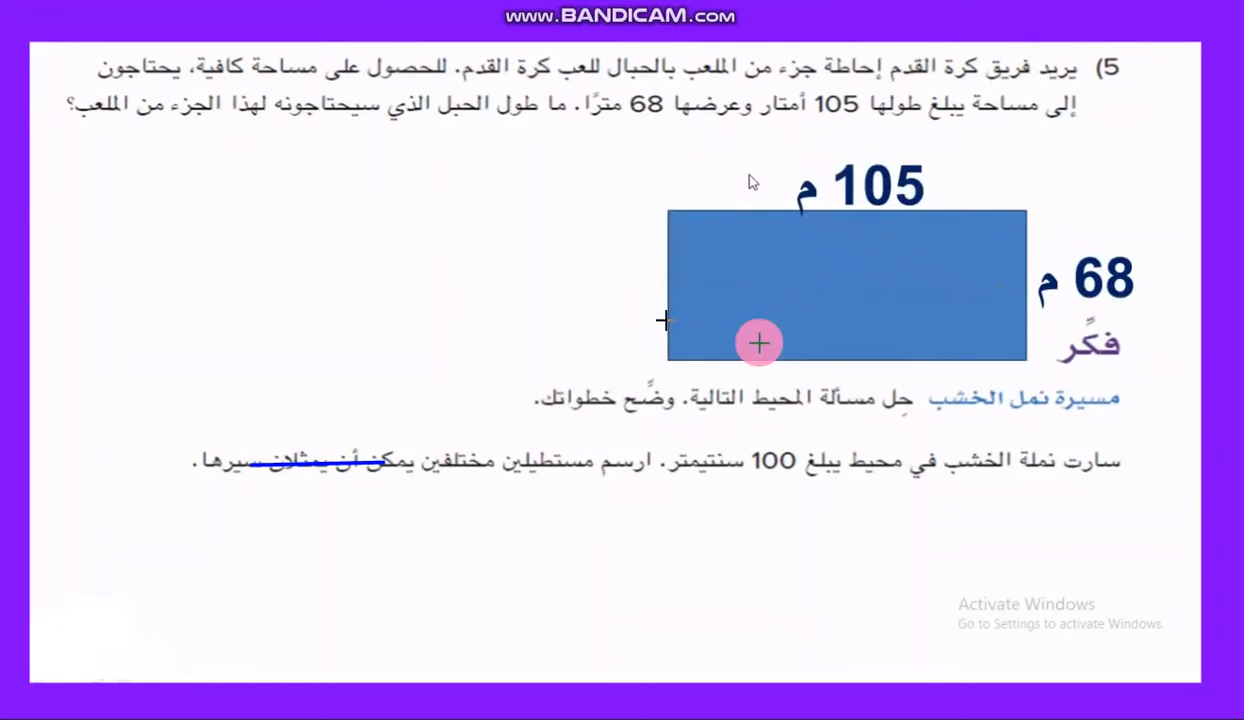 www.BANDICAM.com
5) يريد فريق كرة القدم إحاطة جزء من الملعب بالحبال للعب كرة القدم. للحصول على مساحة كافية، يحتاجون
إلى مساحة يبلغ طولها 105 أمتار وعرضها 68 مترًا. ما طول الحبل الذي سيحتاجونه لهذا الجزء من الملعب؟
105 م
68 م
فكًر
مسيرة نمل الخشب حِل مسألة المحيط التالية. وضًح خطواتك.
سارت نملة الخشب في محيط يبلغ 100 سنتيمتر. ارسم مستطيلين مختلفين يمكن أن يمثلان سيرها.
Activate Windows
Go to Settings to activate Windows.